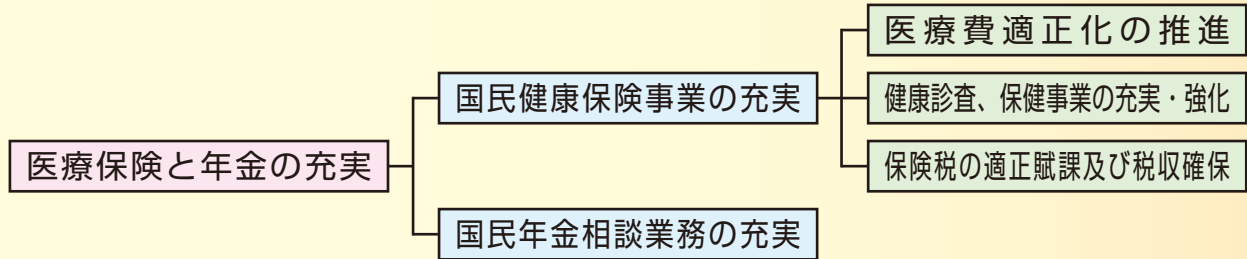 医療保険と年金の充実
国民健康保険事業の充実
医療費適正化の推進
健康診査、保健事業の充実・強化
保険税の適正賦課及び税収確保
国民年金相談業務の充実